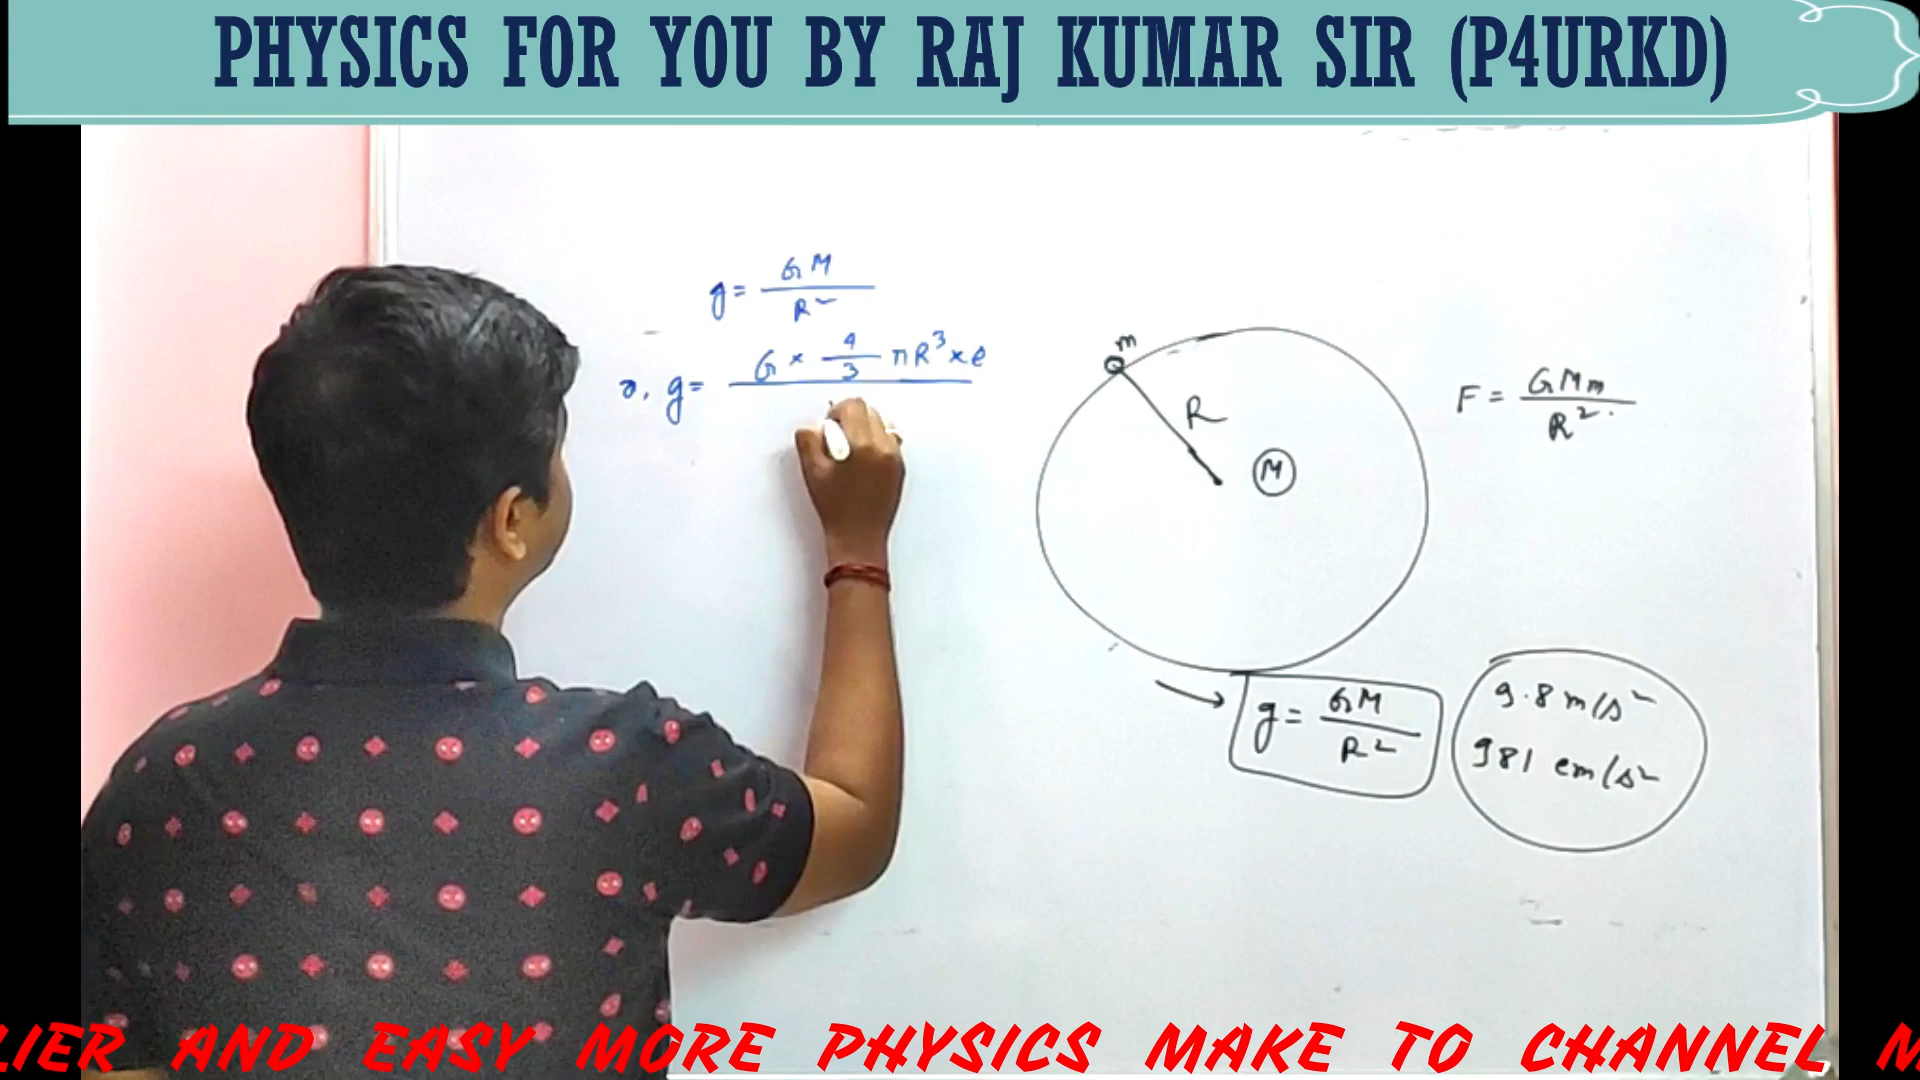 PHYSICS FOR YOU BY RAJ KUMAR SIR (P4URKD)
g = GM / R²
or, g = G × 4/3 πR³ × ρ
m
R
M
F = GMm / R²
g = GM / R²
9.8 m/s²
981 cm/s²
LIER AND EASY MORE PHYSICS MAKE TO CHANNEL